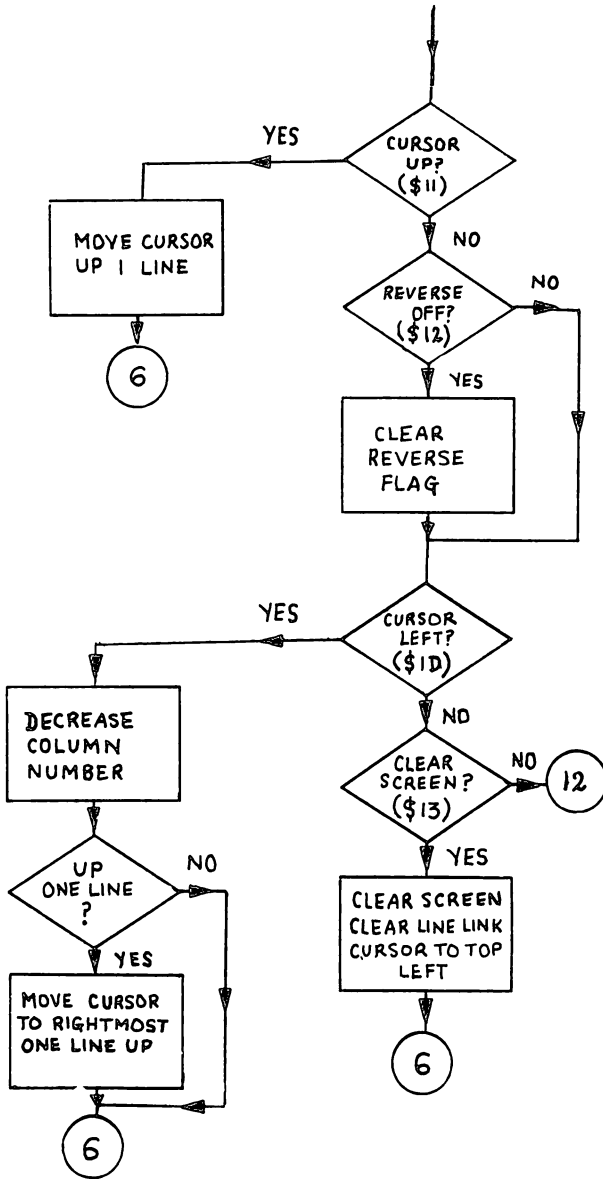 YES
CURSOR
UP?
($11)
MOVE CURSOR
UP 1 LINE
NO
6
REVERSE
OFF?
($12)
NO
YES
CLEAR
REVERSE
FLAG
YES
CURSOR
LEFT?
($1D)
DECREASE
COLUMN
NUMBER
NO
CLEAR
SCREEN?
($13)
NO
12
UP
ONE LINE
?
NO
YES
YES
CLEAR SCREEN
CLEAR LINE LINK
CURSOR TO TOP
LEFT
MOVE CURSOR
TO RIGHTMOST
ONE LINE UP
6
6